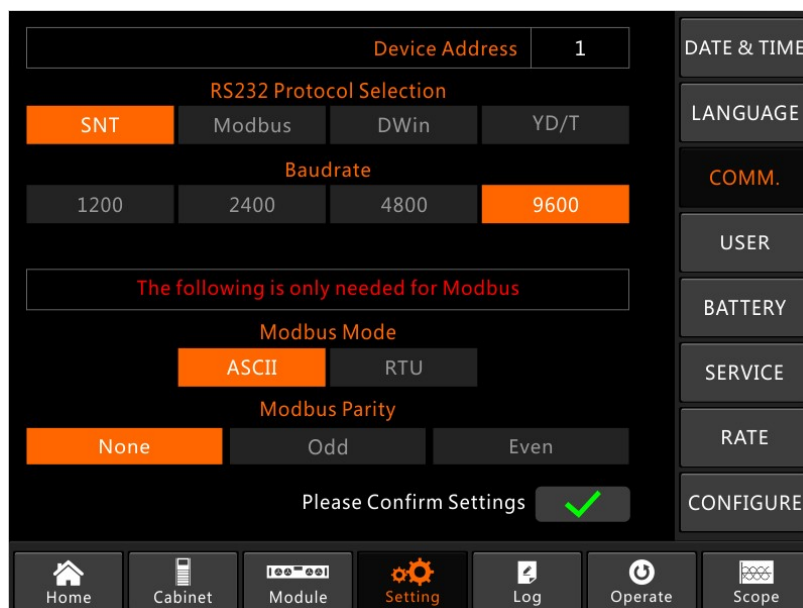 Device Address 1
RS232 Protocol Selection
SNT Modbus DWin YD/T
Baudrate
1200 2400 4800 9600
The following is only needed for Modbus
Modbus Mode
ASCII RTU
Modbus Parity
None Odd Even
Please Confirm Settings
DATE & TIME
LANGUAGE
COMM.
USER
BATTERY
SERVICE
RATE
CONFIGURE
Home Cabinet Module Setting Log Operate Scope